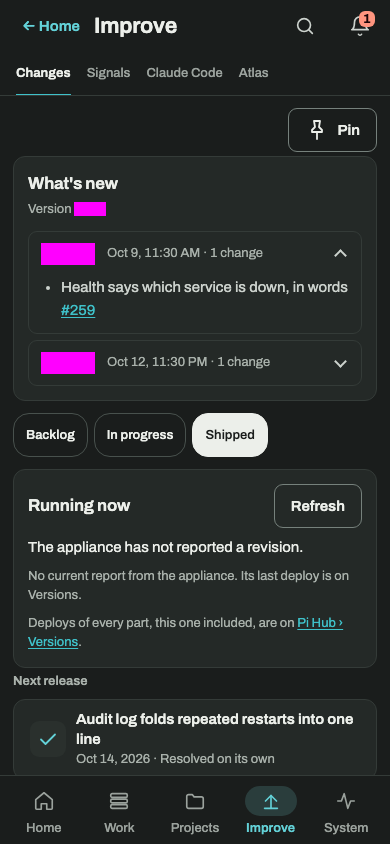 ← Home Improve 1
Changes Signals Claude Code Atlas
Pin
What's new
Version
Oct 9, 11:30 AM · 1 change
• Health says which service is down, in words
#259
Oct 12, 11:30 PM · 1 change
Backlog In progress Shipped
Running now Refresh
The appliance has not reported a revision.
No current report from the appliance. Its last deploy is on
Versions.
Deploys of every part, this one included, are on Pi Hub ›
Versions.
Next release
Audit log folds repeated restarts into one
line
Oct 14, 2026 · Resolved on its own
Home Work Projects Improve System